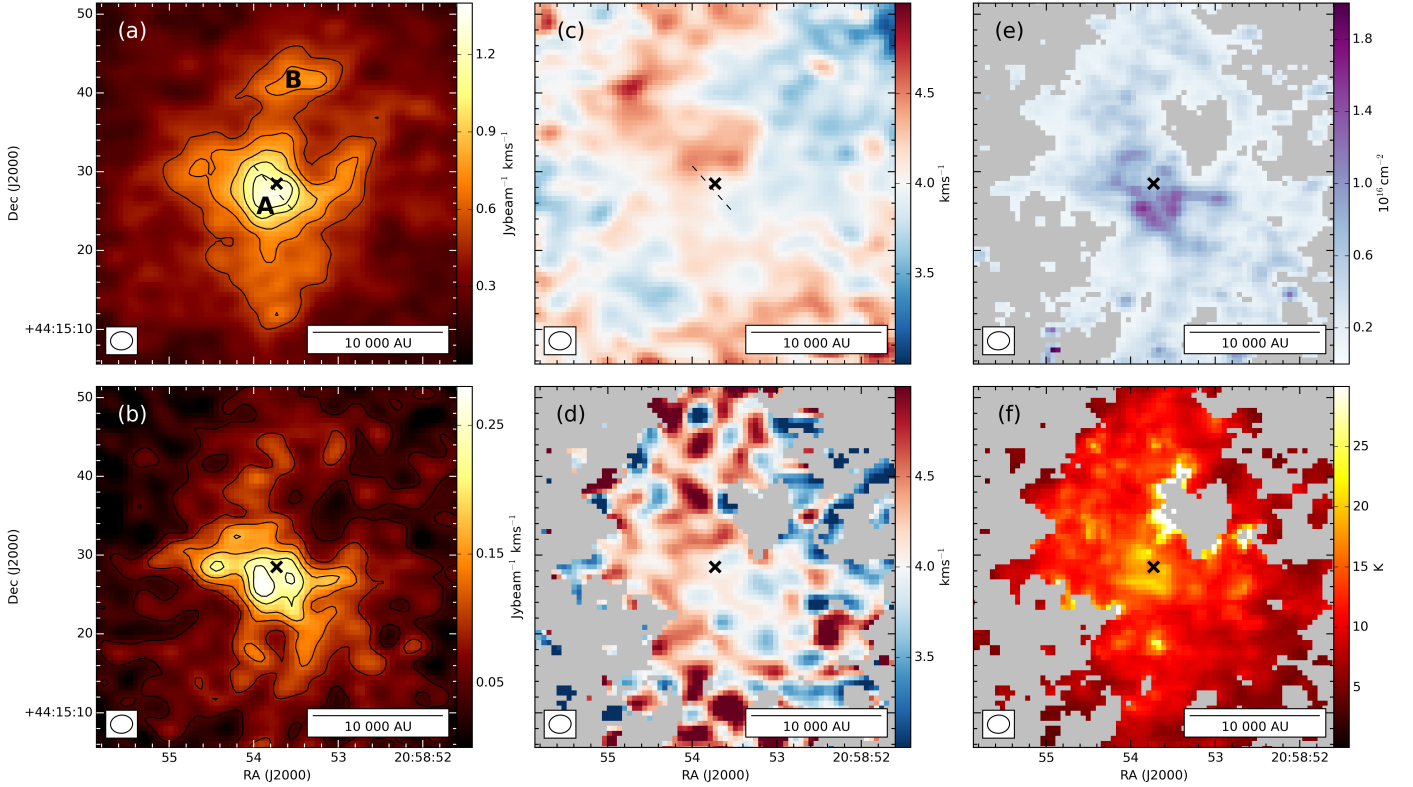 (a)
B
A
50
40
30
20
+44:15:10
Dec (J2000)
10 000 AU
1.2
0.9
0.6
0.3
Jybeam⁻¹ kms⁻¹
(c)
10 000 AU
4.5
4.0
3.5
kms⁻¹
(e)
10 000 AU
1.8
1.4
1.0
0.6
0.2
10¹⁶ cm⁻²
(b)
50
40
30
20
+44:15:10
Dec (J2000)
10 000 AU
55
54
53
20:58:52
RA (J2000)
0.25
0.15
0.05
Jybeam⁻¹ kms⁻¹
(d)
10 000 AU
55
54
53
20:58:52
RA (J2000)
4.5
4.0
3.5
kms⁻¹
(f)
10 000 AU
55
54
53
20:58:52
RA (J2000)
25
20
15
10
5
K